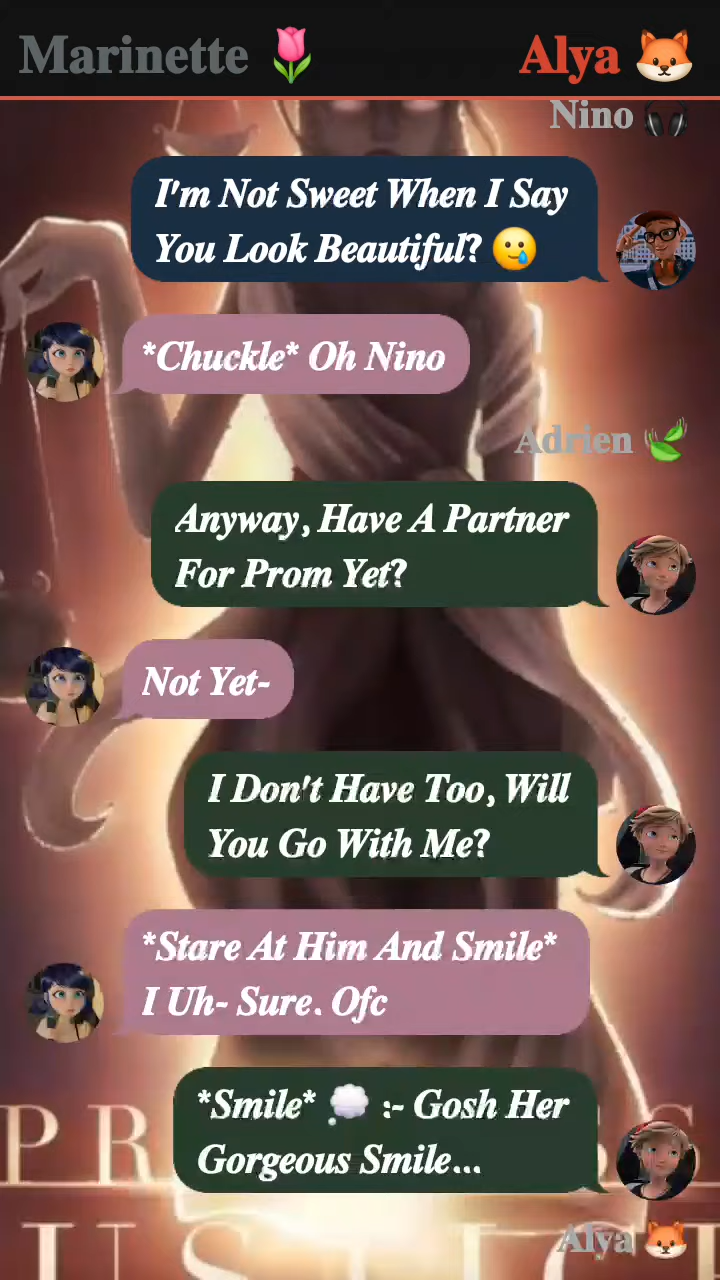 Marinette 🌷 Alya 🦊
Nino 🎧
I'm Not Sweet When I Say
You Look Beautiful? 🥲
*Chuckle* Oh Nino
Adrien 🍃
Anyway, Have A Partner
For Prom Yet?
Not Yet-
I Don't Have Too, Will
You Go With Me?
*Stare At Him And Smile*
I Uh- Sure. Ofc
*Smile* 💭 :- Gosh Her
Gorgeous Smile...
Alya 🦊